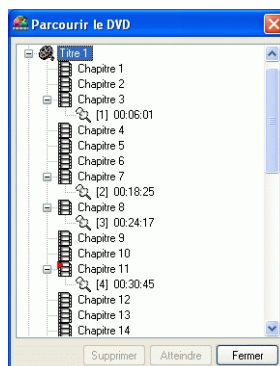 Parcourir le DVD
Titre 1
Chapitre 1
Chapitre 2
Chapitre 3
[1] 00:06:01
Chapitre 4
Chapitre 5
Chapitre 6
Chapitre 7
[2] 00:18:25
Chapitre 8
[3] 00:24:17
Chapitre 9
Chapitre 10
Chapitre 11
[4] 00:30:45
Chapitre 12
Chapitre 13
Chapitre 14
Supprimer Atteindre Fermer